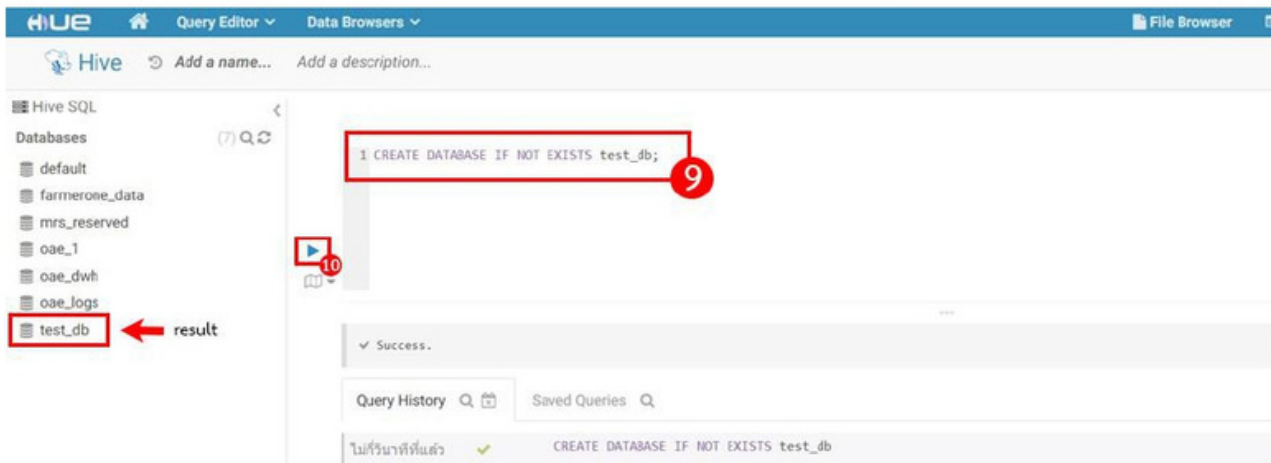 HUE Query Editor Data Browsers File Browser
Hive Add a name... Add a description...
Hive SQL
Databases (7)
default
farmerone_data
mrs_reserved
oae_1
oae_dwh
oae_logs
test_db result
1 CREATE DATABASE IF NOT EXISTS test_db;
9
10
Success.
Query History Saved Queries
ไม่กี่วินาทีที่แล้ว CREATE DATABASE IF NOT EXISTS test_db